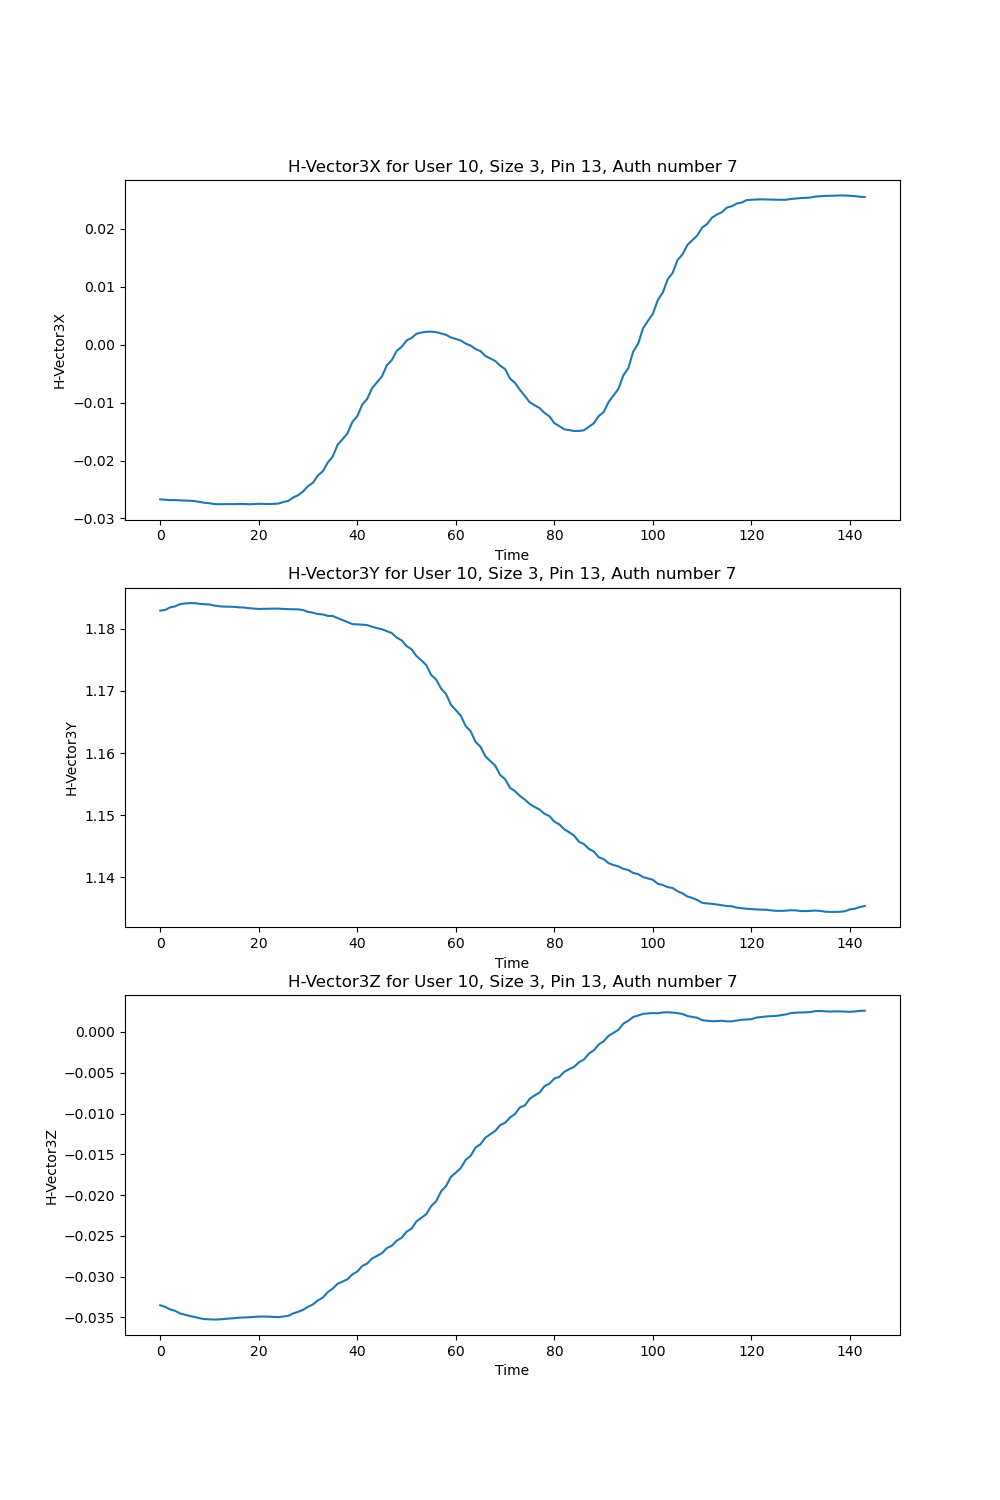 H-Vector3X for User 10, Size 3, Pin 13, Auth number 7
H-Vector3X
0.02
0.01
0.00
−0.01
−0.02
−0.03
0 20 40 60 80 100 120 140
Time
H-Vector3Y for User 10, Size 3, Pin 13, Auth number 7
H-Vector3Y
1.18
1.17
1.16
1.15
1.14
0 20 40 60 80 100 120 140
Time
H-Vector3Z for User 10, Size 3, Pin 13, Auth number 7
H-Vector3Z
0.000
−0.005
−0.010
−0.015
−0.020
−0.025
−0.030
−0.035
0 20 40 60 80 100 120 140
Time